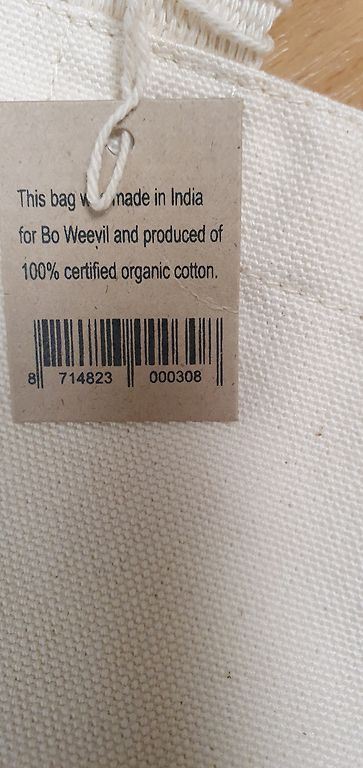 This bag made in India
for Bo Weevil and produced of
100% certified organic cotton.
8 714823 000308